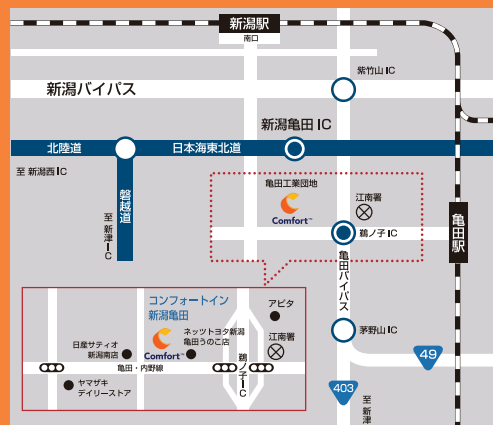 新潟駅
南口
紫竹山 IC
新潟バイパス
新潟亀田 IC
北陸道
日本海東北道
至 新潟西 IC
磐越道
至 新津 IC
亀田工業団地
Comfort™
江南署
鵜ノ子 IC
亀田駅
亀田バイパス
コンフォートイン
新潟亀田
アピタ
ネッツトヨタ新潟
亀田うのこ店
日産サティオ
新潟南店
Comfort™
江南署
鵜ノ子 IC
亀田・内野線
ヤマザキ
デイリーストア
茅野山 IC
49
403
至 新津